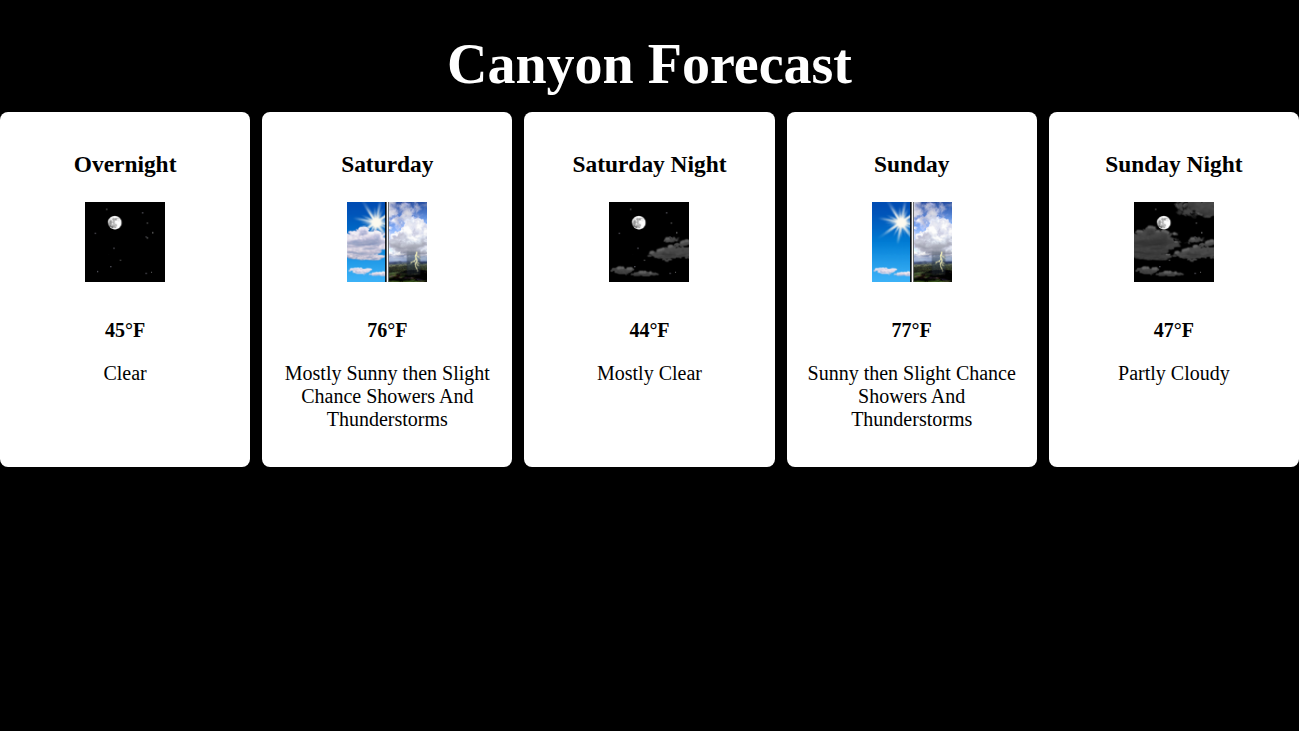 Canyon Forecast
Overnight
45°F
Clear
Saturday
76°F
Mostly Sunny then Slight
Chance Showers And
Thunderstorms
Saturday Night
44°F
Mostly Clear
Sunday
77°F
Sunny then Slight Chance
Showers And
Thunderstorms
Sunday Night
47°F
Partly Cloudy